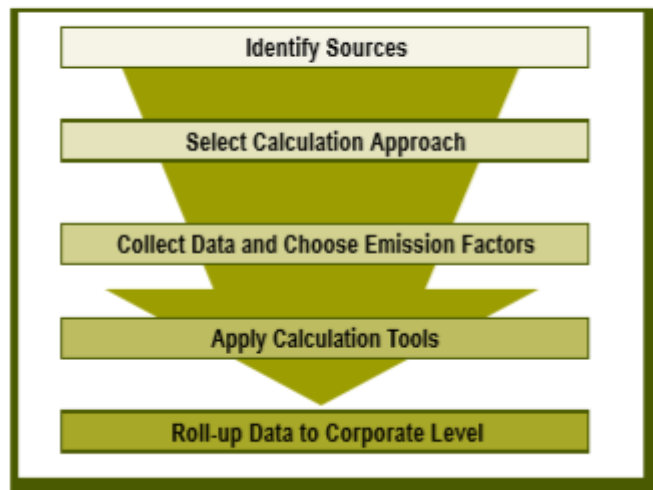 Identify Sources
Select Calculation Approach
Collect Data and Choose Emission Factors
Apply Calculation Tools
Roll-up Data to Corporate Level